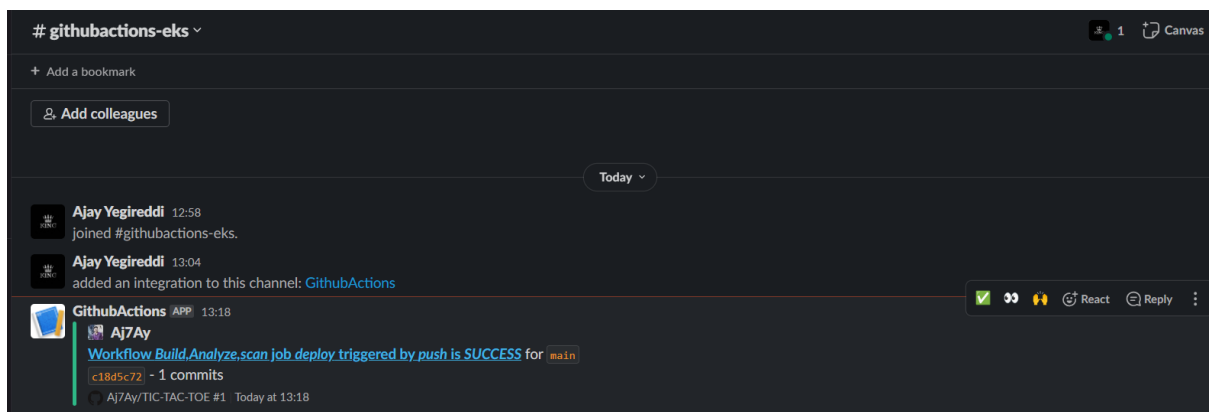 # githubactions-eks
1 Canvas
+ Add a bookmark
Add colleagues
Today
Ajay Yegireddi 12:58
KING
joined #githubactions-eks.
Ajay Yegireddi 13:04
KING
added an integration to this channel: GithubActions
React Reply
GithubActions APP 13:18
Aj7Ay
Workflow Build,Analyze,scan job deploy triggered by push is SUCCESS for main
c18d5c72 - 1 commits
Aj7Ay/TIC-TAC-TOE #1 Today at 13:18